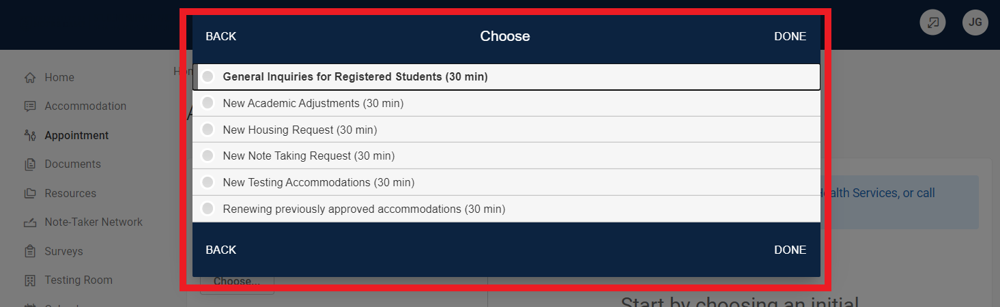 BACK
Choose
DONE
JG
Home
Accommodation
Appointment
Documents
Resources
Note-Taker Network
Surveys
Testing Room
General Inquiries for Registered Students (30 min)
New Academic Adjustments (30 min)
New Housing Request (30 min)
New Note Taking Request (30 min)
New Testing Accommodations (30 min)
Renewing previously approved accommodations (30 min)
BACK
DONE
Health Services, or call
Choose...
Start by choosing an initial